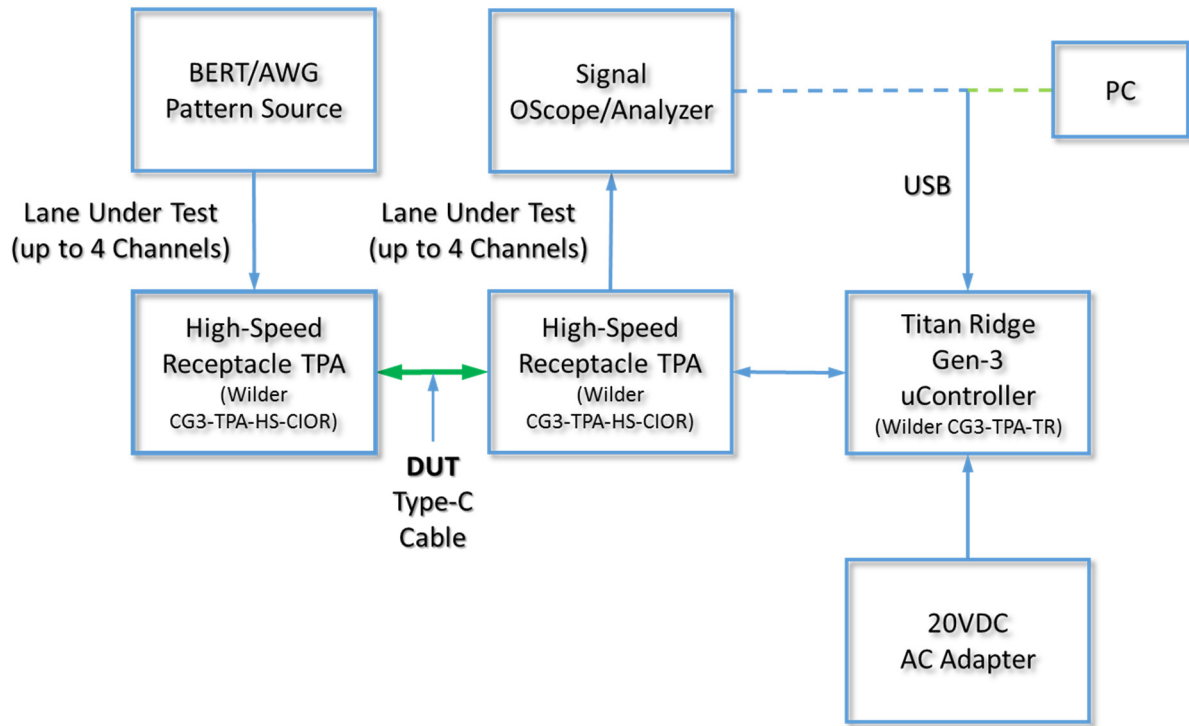 BERT/AWG
Pattern Source
Signal
OScope/Analyzer
PC
USB
Lane Under Test
(up to 4 Channels)
Lane Under Test
(up to 4 Channels)
High-Speed
Receptacle TPA
(Wilder
CG3-TPA-HS-CIOR)
High-Speed
Receptacle TPA
(Wilder
CG3-TPA-HS-CIOR)
Titan Ridge
Gen-3
uController
(Wilder CG3-TPA-TR)
DUT
Type-C
Cable
20VDC
AC Adapter